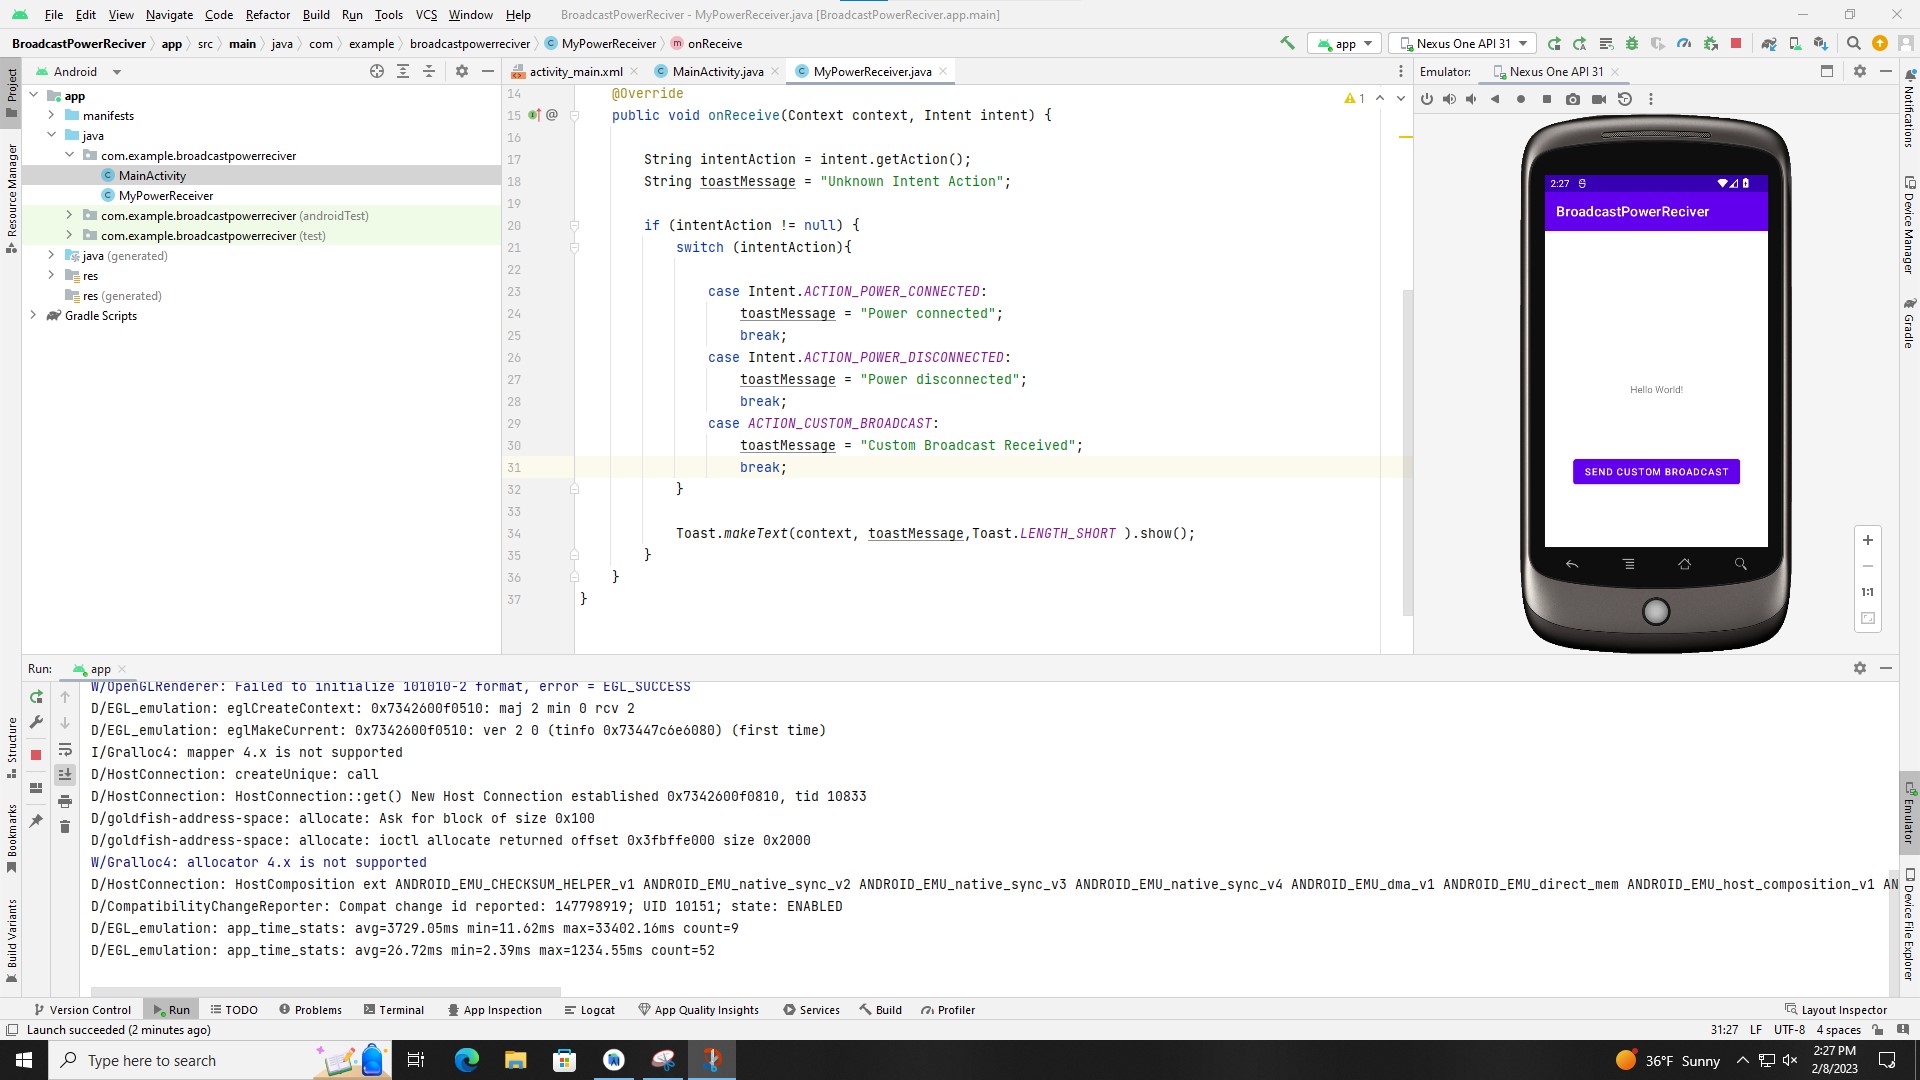 File Edit View Navigate Code Refactor Build Run Tools VCS Window Help BroadcastPowerReciver - MyPowerReceiver.java [BroadcastPowerReciver.app.main]
BroadcastPowerReciver app src main java com example broadcastpowerreciver MyPowerReceiver onReceive app Nexus One API 31
Project
Resource Manager
Structure
Bookmarks
Build Variants
Android
app
manifests
java
com.example.broadcastpowerreciver
MainActivity
MyPowerReceiver
com.example.broadcastpowerreciver (androidTest)
com.example.broadcastpowerreciver (test)
java (generated)
res
res (generated)
Gradle Scripts
activity_main.xml MainActivity.java MyPowerReceiver.java
1
14 @Override
15 @ public void onReceive(Context context, Intent intent) {
16
17 String intentAction = intent.getAction();
18 String toastMessage = "Unknown Intent Action";
19
20 if (intentAction != null) {
21 switch (intentAction){
22
23 case Intent.ACTION_POWER_CONNECTED:
24 toastMessage = "Power connected";
25 break;
26 case Intent.ACTION_POWER_DISCONNECTED:
27 toastMessage = "Power disconnected";
28 break;
29 case ACTION_CUSTOM_BROADCAST:
30 toastMessage = "Custom Broadcast Received";
31 break;
32 }
33
34 Toast.makeText(context, toastMessage,Toast.LENGTH_SHORT ).show();
35 }
36 }
37 }
Emulator: Nexus One API 31
2:27
BroadcastPowerReciver
Hello World!
SEND CUSTOM BROADCAST
1:1
Notifications
Device Manager
Gradle
Emulator
Device File Explorer
Run: app
W/OpenGLRenderer: Failed to initialize 101010-2 format, error = EGL_SUCCESS
D/EGL_emulation: eglCreateContext: 0x7342600f0510: maj 2 min 0 rcv 2
D/EGL_emulation: eglMakeCurrent: 0x7342600f0510: ver 2 0 (tinfo 0x73447c6e6080) (first time)
I/Gralloc4: mapper 4.x is not supported
D/HostConnection: createUnique: call
D/HostConnection: HostConnection::get() New Host Connection established 0x7342600f0810, tid 10833
D/goldfish-address-space: allocate: Ask for block of size 0x100
D/goldfish-address-space: allocate: ioctl allocate returned offset 0x3fbffe000 size 0x2000
W/Gralloc4: allocator 4.x is not supported
D/HostConnection: HostComposition ext ANDROID_EMU_CHECKSUM_HELPER_v1 ANDROID_EMU_native_sync_v2 ANDROID_EMU_native_sync_v3 ANDROID_EMU_native_sync_v4 ANDROID_EMU_dma_v1 ANDROID_EMU_direct_mem ANDROID_EMU_host_composition_v1 AN
D/CompatibilityChangeReporter: Compat change id reported: 147798919; UID 10151; state: ENABLED
D/EGL_emulation: app_time_stats: avg=3729.05ms min=11.62ms max=33402.16ms count=9
D/EGL_emulation: app_time_stats: avg=26.72ms min=2.39ms max=1234.55ms count=52
Version Control Run TODO Problems Terminal App Inspection Logcat App Quality Insights Services Build Profiler Layout Inspector
Launch succeeded (2 minutes ago) 31:27 LF UTF-8 4 spaces
Type here to search 36°F Sunny 2:27 PM
2/8/2023